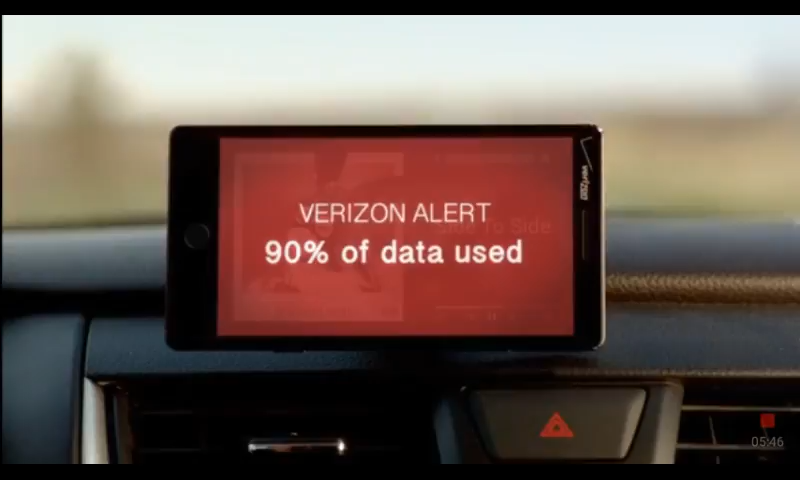 VERIZON ALERT
Side To Side
90% of data used
verizon
05:46